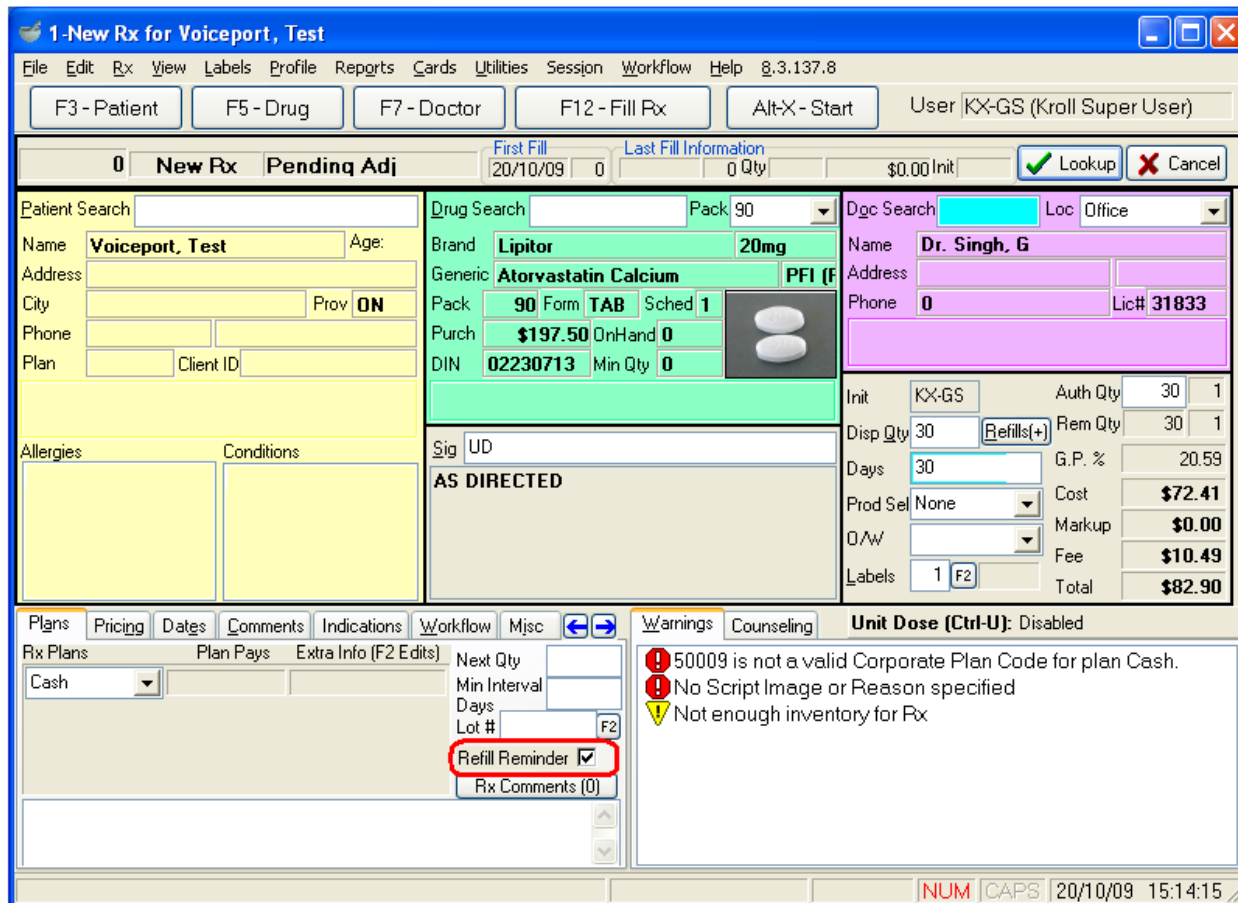 1-New Rx for Voiceport, Test
File Edit Rx View Labels Profile Reports Cards Utilities Session Workflow Help 8.3.137.8
F3 - Patient F5 - Drug F7 - Doctor F12 - Fill Rx Alt-X - Start User KX-GS (Kroll Super User)
First Fill Last Fill Information
0 New Rx Pending Adj 20/10/09 0 0 Qty $0.00 Init Lookup Cancel
Patient Search
Name Voiceport, Test Age:
Address
City Prov ON
Phone
Plan Client ID
Allergies Conditions
Drug Search Pack 90
Brand Lipitor 20mg
Generic Atorvastatin Calcium PFI (F
Pack 90 Form TAB Sched 1
Purch $197.50 OnHand 0
DIN 02230713 Min Qty 0
Sig UD
AS DIRECTED
Doc Search Loc Office
Name Dr. Singh, G
Address
Phone 0 Lic# 31833
Init KX-GS Auth Qty 30 1
Disp Qty 30 Refills(+) Rem Qty 30 1
Days 30 G.P. % 20.59
Prod Sel None Cost $72.41
Markup $0.00
O/W Fee $10.49
Labels 1 F2 Total $82.90
Plans Pricing Dates Comments Indications Workflow Misc
Rx Plans Plan Pays Extra Info (F2 Edits)
Cash
Next Qty
Min Interval
Days
Lot # F2
Refill Reminder
Rx Comments (0)
Warnings Counseling Unit Dose (Ctrl-U): Disabled
50009 is not a valid Corporate Plan Code for plan Cash.
No Script Image or Reason specified
Not enough inventory for Rx
NUM CAPS 20/10/09 15:14:15